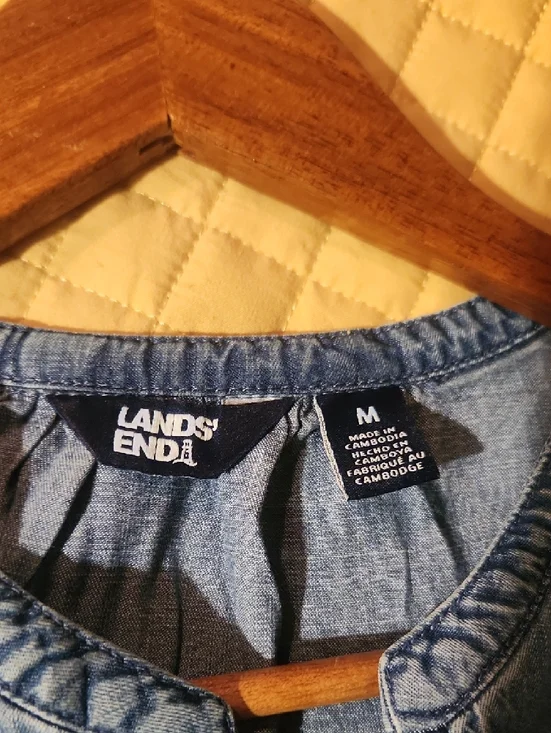 LANDS'
END
M
MADE IN
CAMBODIA
HECHO EN
CAMBOYA
FABRIQUÉ AU
CAMBODGE